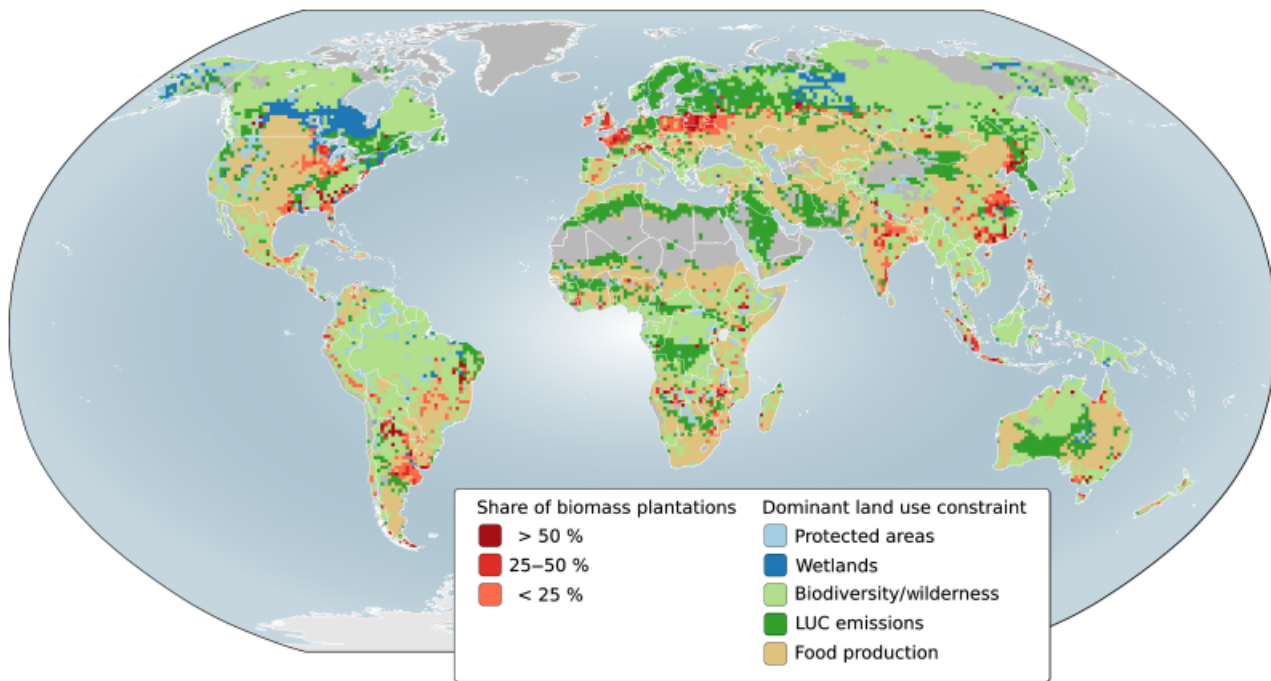 Share of biomass plantations
> 50 %
25–50 %
< 25 %
Dominant land use constraint
Protected areas
Wetlands
Biodiversity/wilderness
LUC emissions
Food production